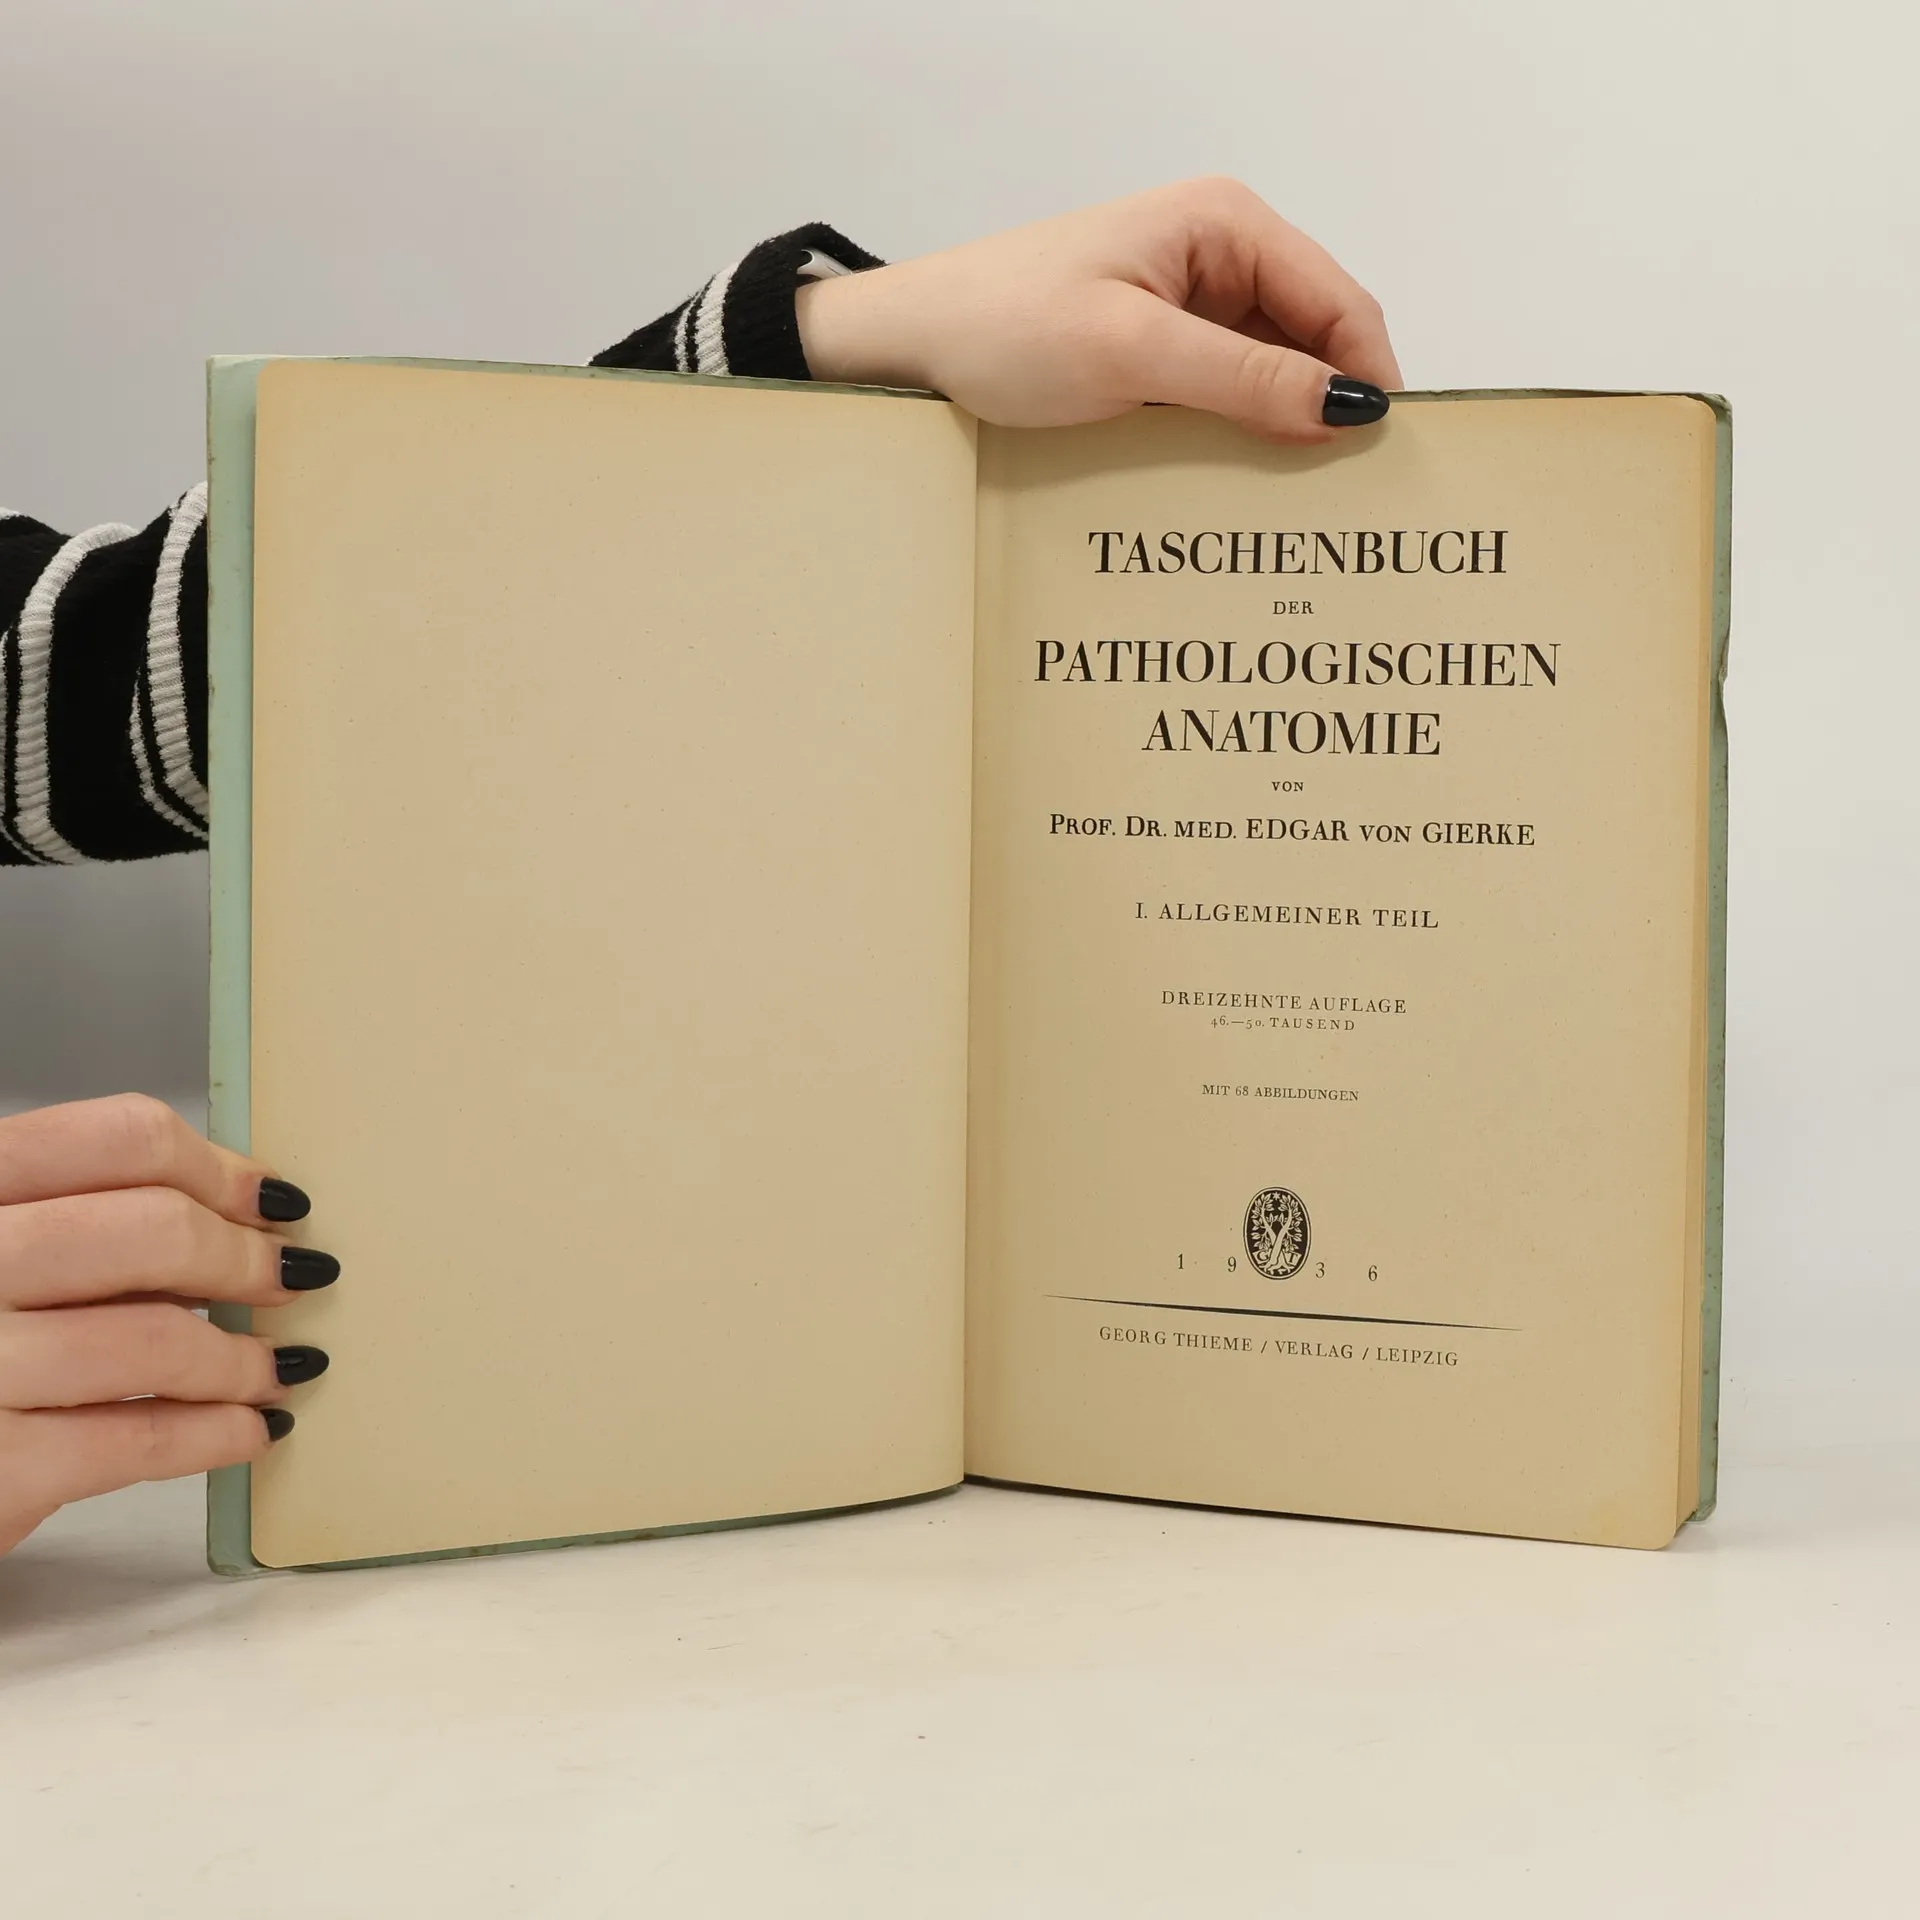 TASCHENBUCH
DER
PATHOLOGISCHEN
ANATOMIE
VON
PROF. DR. MED. EDGAR VON GIERKE
I. ALLGEMEINER TEIL
DREIZEHNTE AUFLAGE
46.—50. TAUSEND
MIT 68 ABBILDUNGEN
1 9 3 6
GEORG THIEME / VERLAG / LEIPZIG